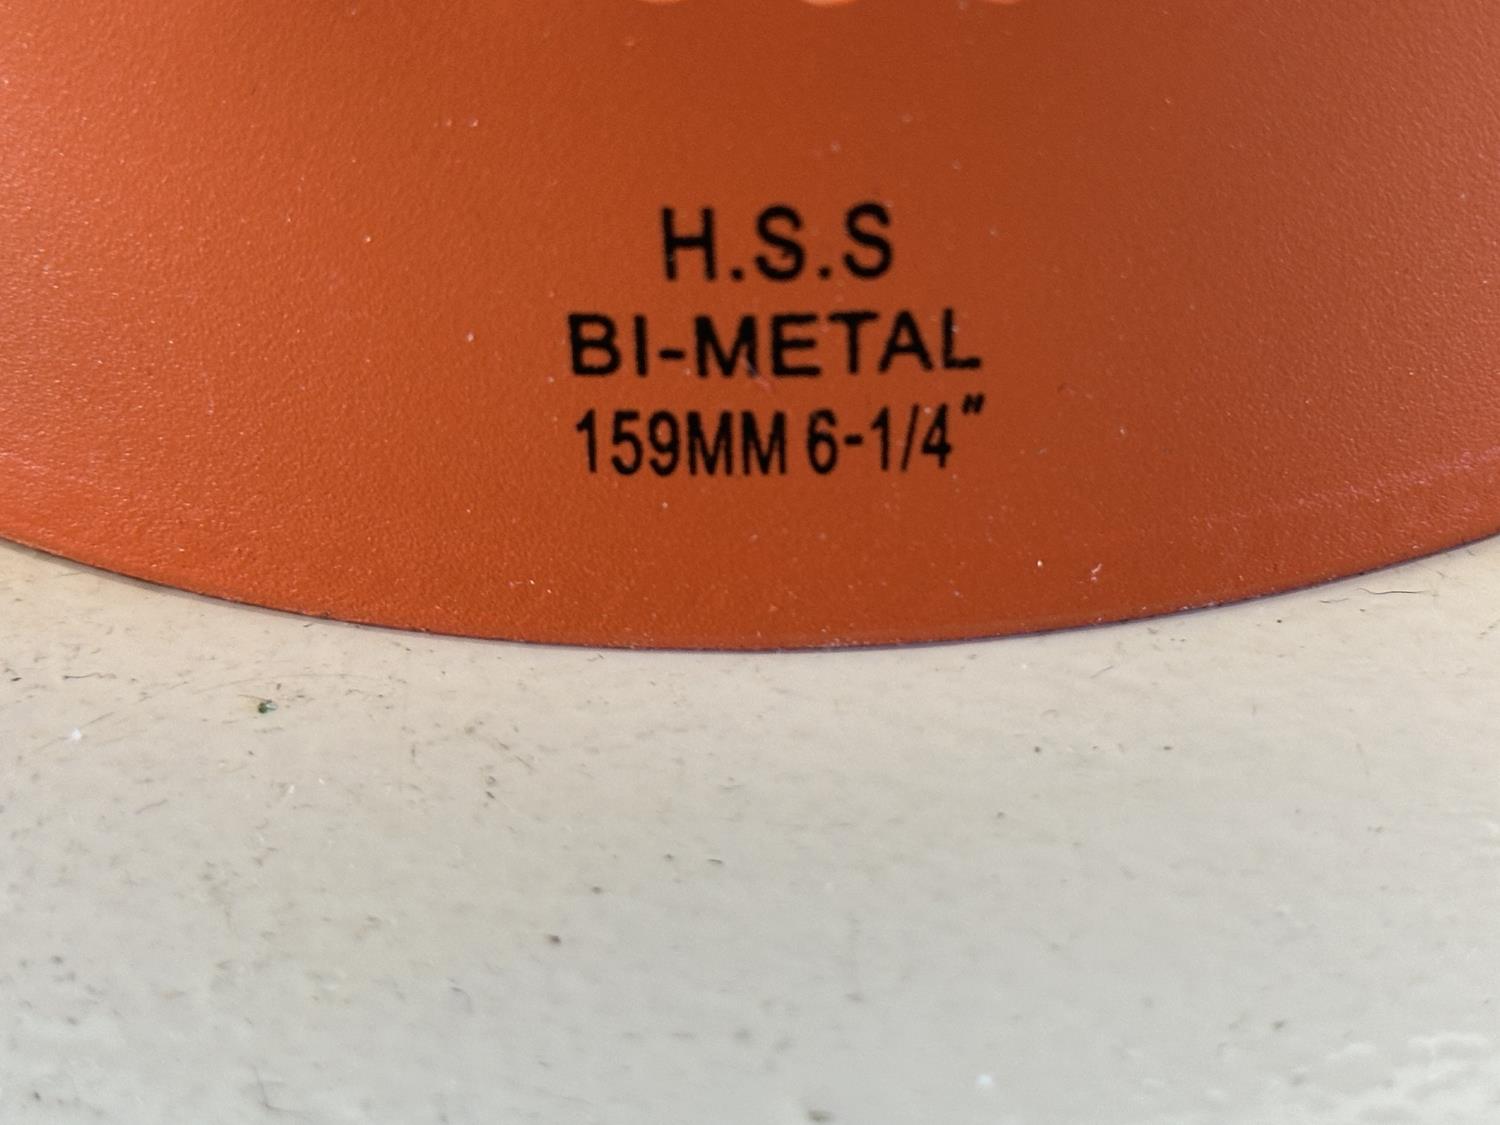 H.S.S
BI-METAL
159MM 6-1/4"